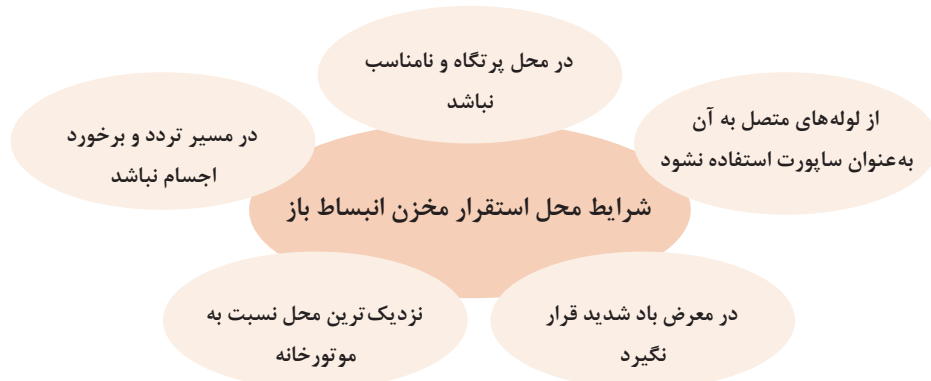 در محل پرتگاه و نامناسب
نباشد
از لوله‌های متصل به آن
به‌عنوان ساپورت استفاده نشود
در مسیر تردد و برخورد
اجسام نباشد
شرایط محل استقرار مخزن انبساط باز
در معرض باد شدید قرار
نگیرد
نزدیک‌ترین محل نسبت به
موتورخانه